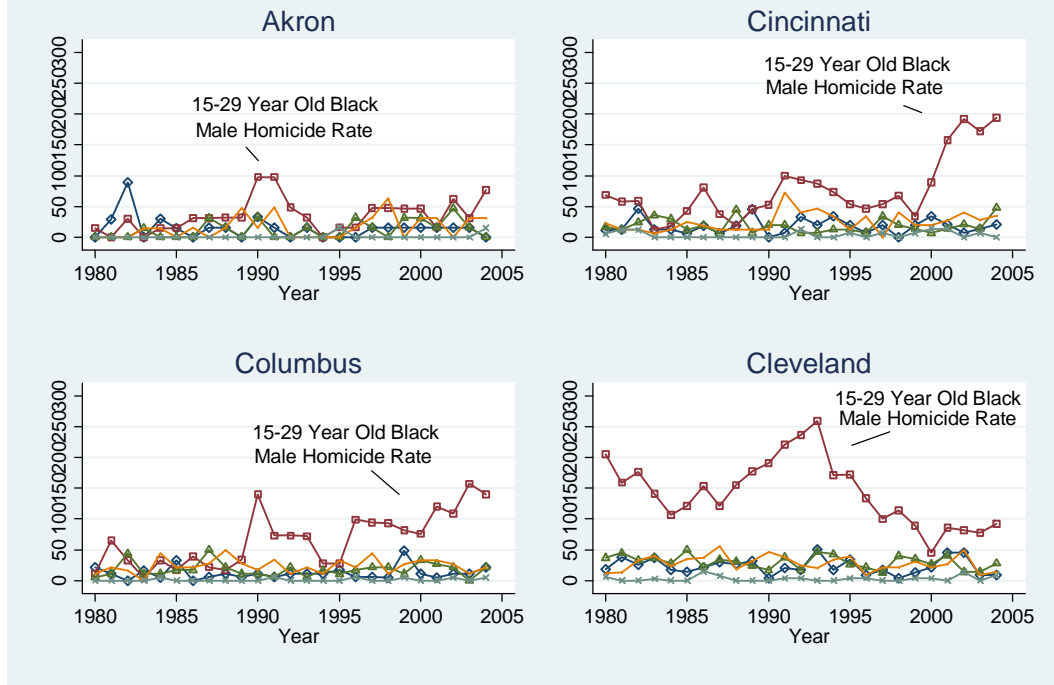 Akron
15-29 Year Old Black
Male Homicide Rate
0 50 100 150 200 250 300
1980 1985 1990 1995 2000 2005
Year
Cincinnati
15-29 Year Old Black
Male Homicide Rate
0 50 100 150 200 250 300
1980 1985 1990 1995 2000 2005
Year
Columbus
15-29 Year Old Black
Male Homicide Rate
0 50 100 150 200 250 300
1980 1985 1990 1995 2000 2005
Year
Cleveland
15-29 Year Old Black
Male Homicide Rate
0 50 100 150 200 250 300
1980 1985 1990 1995 2000 2005
Year